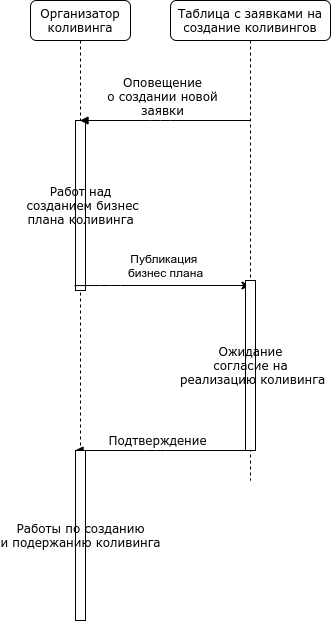 Организатор
коливинга
Таблица с заявками на
создание коливингов
Оповещение
о создании новой
заявки
Работ над
созданием бизнес
плана коливинга
Публикация
бизнес плана
Ожидание
согласие на
реализацию коливинга
Подтверждение
Работы по созданию
и подержанию коливинга